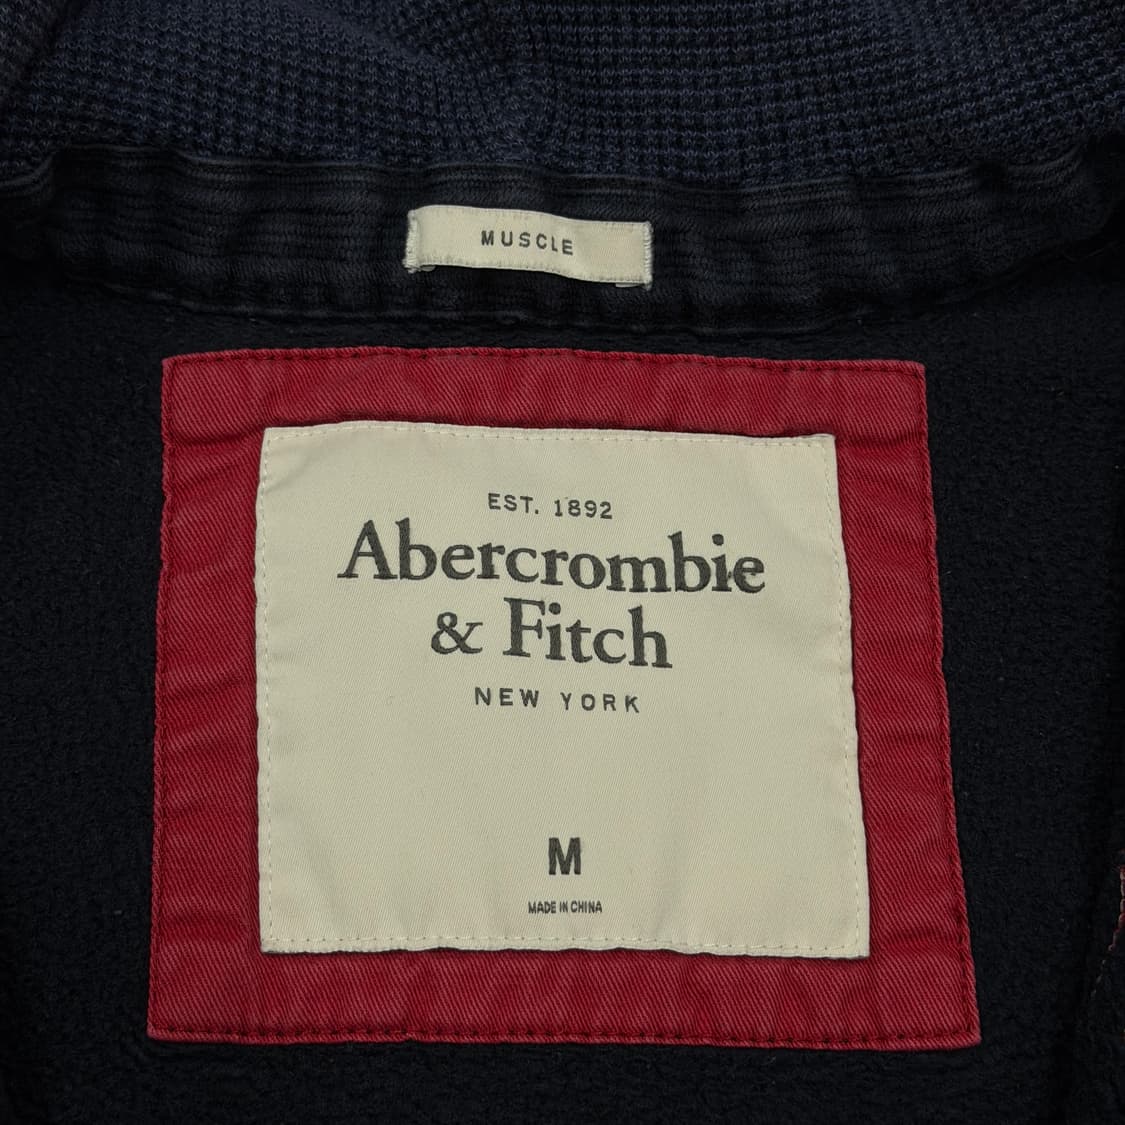 MUSCLE
EST. 1892
Abercrombie
& Fitch
NEW YORK
M
MADE IN CHINA